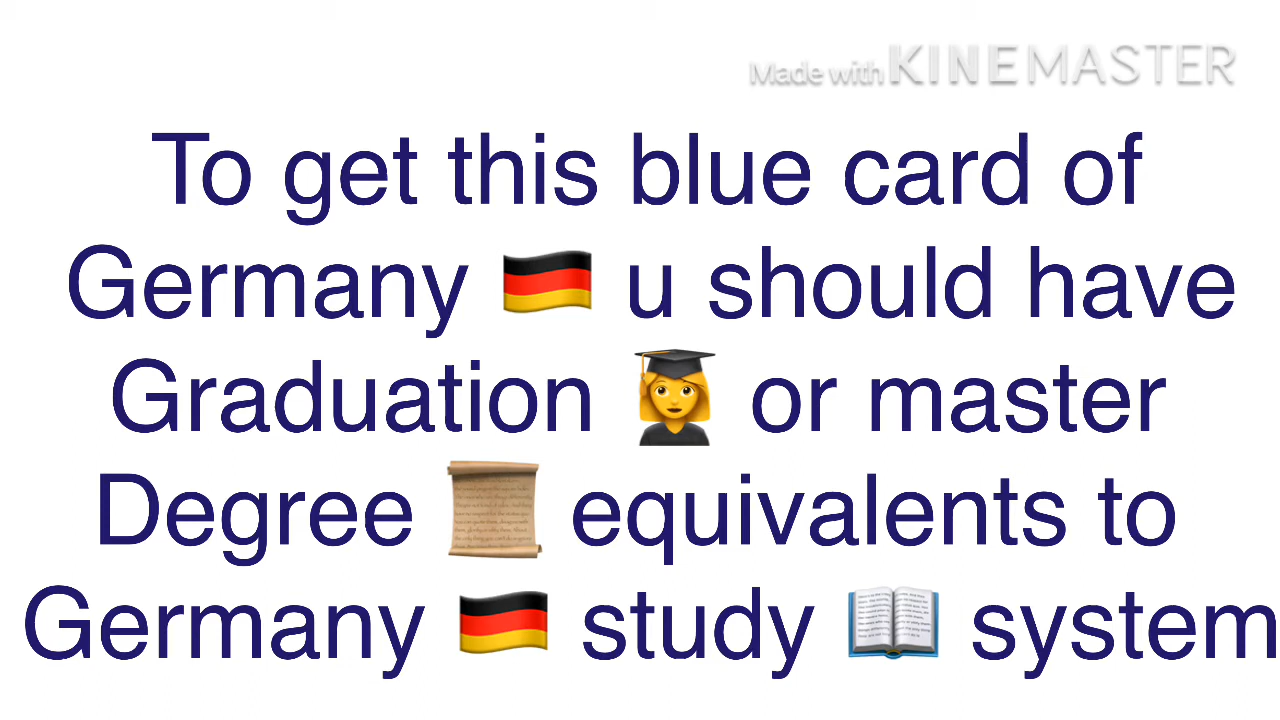 Made with KINEMASTER
To get this blue card of
Germany 🇩🇪 u should have
Graduation 👩‍🎓 or master
Degree 📜 equivalents to
Germany 🇩🇪 study 📖 system